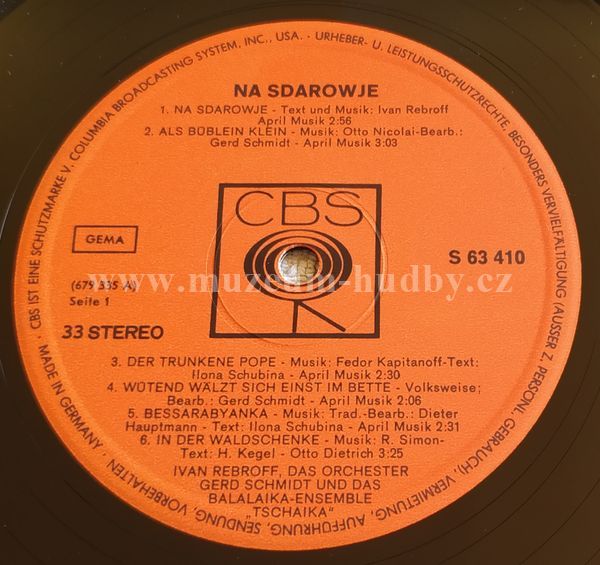 CBS IST EINE SCHUTZMARKE V. COLUMBIA BROADCASTING SYSTEM, INC., USA. · URHEBER- U. LEISTUNGSSCHUTZRECHTE, BESONDERS VERVIELFÄLTIGUNG (AUSSER Z. PERSÖNL. GEBRAUCH), VERMIETUNG, AUFFÜHRUNG, SENDUNG, VORBEHALTEN · MADE IN GERMANY ·
NA SDAROWJE
1. NA SDAROWJE - Text und Musik: Ivan Rebroff
April Musik 2:56
2. ALS BÜBLEIN KLEIN - Musik: Otto Nicolai-Bearb.:
Gerd Schmidt - April Musik 3:03
CBS
GEMA
S 63 410
(679 335 A)
Seite 1
www.muzeum-hudby.cz
33 STEREO
3. DER TRUNKENE POPE - Musik: Fedor Kapitanoff-Text:
Ilona Schubina - April Musik 2:30
4. WÜTEND WÄLZT SICH EINST IM BETTE - Volksweise;
Bearb.: Gerd Schmidt - April Musik 2:06
5. BESSARABYANKA - Musik: Trad.-Bearb.: Dieter
Hauptmann - Text: Ilona Schubina - April Musik 2:31
6. IN DER WALDSCHENKE - Musik: R. Simon-
Text: H. Kegel - Otto Dietrich 3:25
IVAN REBROFF, DAS ORCHESTER
GERD SCHMIDT UND DAS
BALALAIKA-ENSEMBLE
„TSCHAIKA"